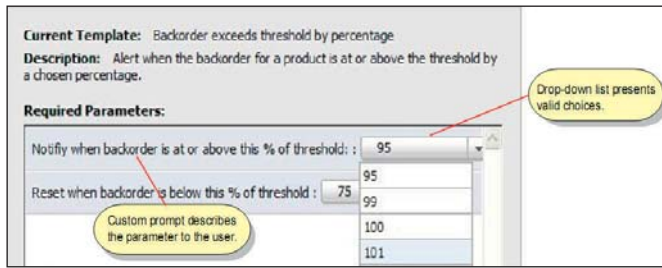 Current Template: Backorder exceeds threshold by percentage
Description: Alert when the backorder for a product is at or above the threshold by
a chosen percentage.
Required Parameters:
Drop-down list presents
valid choices.
Notifiy when backorder is at or above this % of threshold: : 95
95
99
100
101
Reset when backorder is below this % of threshold : 75
Custom prompt describes
the parameter to the user.